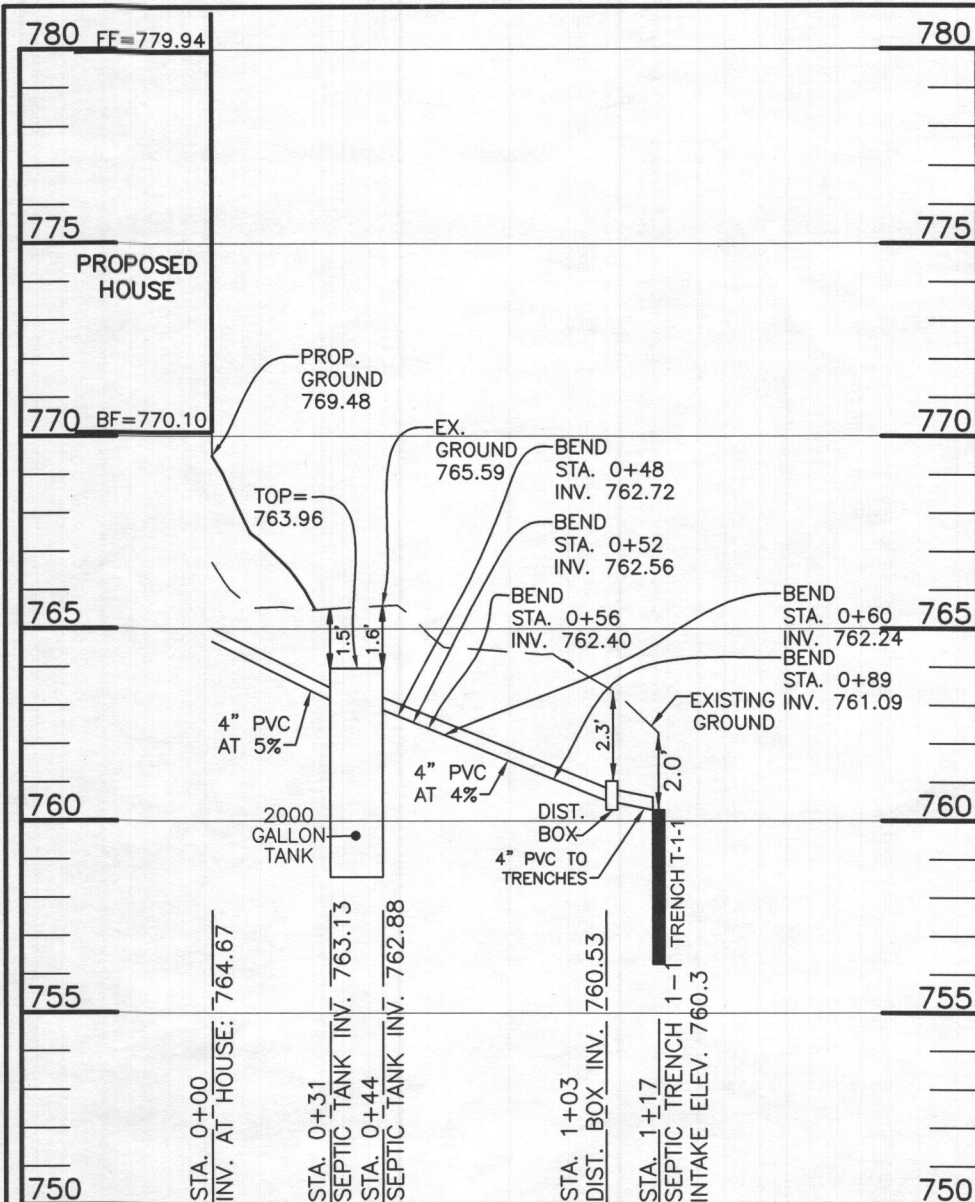 780
FF=779.94
780
775
775
PROPOSED
HOUSE
PROP.
GROUND
769.48
770
BF=770.10
770
EX.
GROUND
765.59
BEND
STA. 0+48
INV. 762.72
TOP=
763.96
BEND
STA. 0+52
INV. 762.56
BEND
STA. 0+56
INV. 762.40
BEND
STA. 0+60
INV. 762.24
BEND
STA. 0+89
INV. 761.09
765
765
1.5'
1.6'
4" PVC
AT 5%
EXISTING
GROUND
2.3'
2.0'
4" PVC
AT 4%
760
760
2000
GALLON
TANK
DIST.
BOX
4" PVC TO
TRENCHES
TRENCH T-1-1
755
755
STA. 0+00
INV. AT HOUSE: 764.67
STA. 0+31
SEPTIC TANK INV. 763.13
STA. 0+44
SEPTIC TANK INV. 762.88
STA. 1+03
DIST. BOX INV. 760.53
STA. 1+17
SEPTIC TRENCH 1-1
INTAKE ELEV. 760.3
750
750